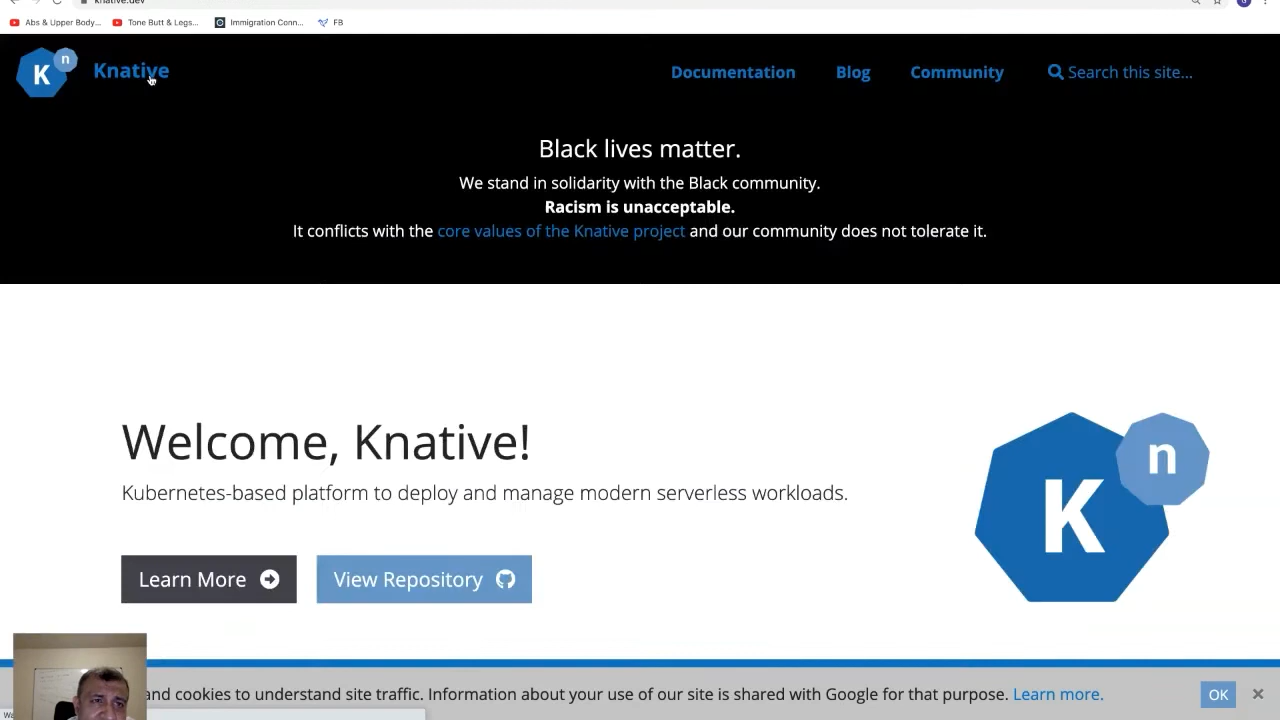 knative.dev
Abs & Upper Body...
Tone Butt & Legs...
Immigration Conn...
FB
K
n
Knative
Documentation
Blog
Community
Search this site...
Black lives matter.
We stand in solidarity with the Black community.
Racism is unacceptable.
It conflicts with the core values of the Knative project and our community does not tolerate it.
Welcome, Knative!
Kubernetes-based platform to deploy and manage modern serverless workloads.
Learn More
View Repository
K
n
and cookies to understand site traffic. Information about your use of our site is shared with Google for that purpose. Learn more.
OK